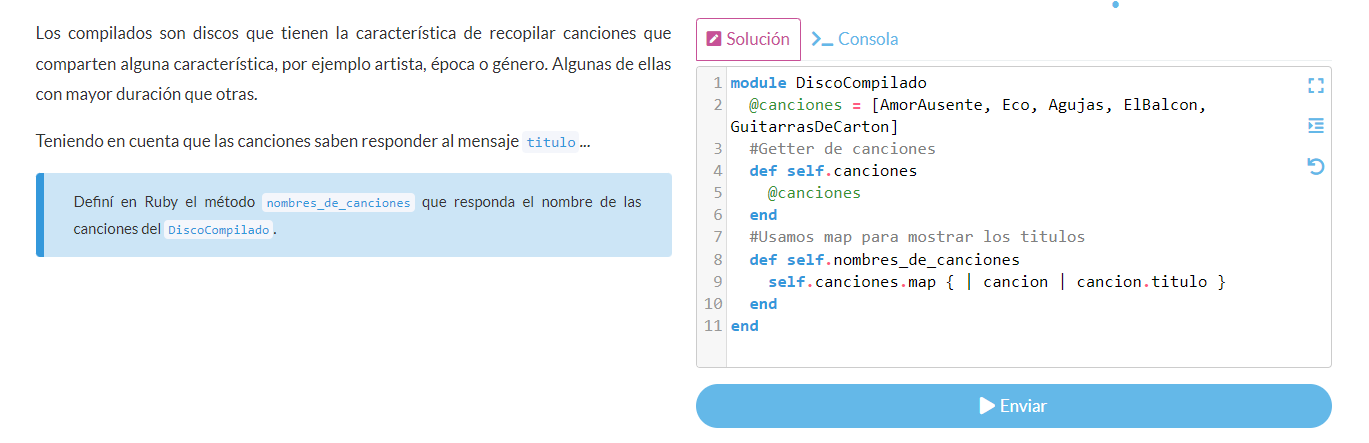 Los compilados son discos que tienen la característica de recopilar canciones que
comparten alguna característica, por ejemplo artista, época o género. Algunas de ellas
con mayor duración que otras.
Teniendo en cuenta que las canciones saben responder al mensaje titulo ...
Definí en Ruby el método nombres_de_canciones que responda el nombre de las
canciones del DiscoCompilado.
Solución
Consola
1 module DiscoCompilado
2 @canciones = [AmorAusente, Eco, Agujas, ElBalcon,
GuitarrasDeCarton]
3 #Getter de canciones
4 def self.canciones
5 @canciones
6 end
7 #Usamos map para mostrar los titulos
8 def self.nombres_de_canciones
9 self.canciones.map { | cancion | cancion.titulo }
10 end
11 end
Enviar